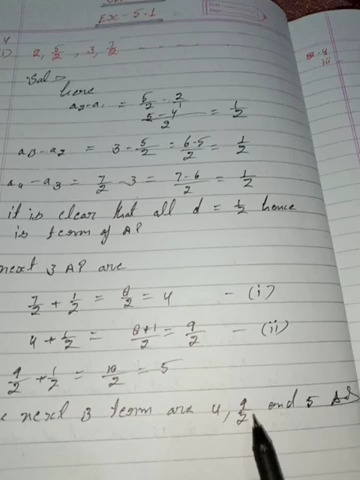 EX-5.1
(i) 2, 5/2, 3, 7/2
Sol →
here
a2-a1 = 5/2 - 2/1
5-4/2 = 1/2
a3-a2 = 3 - 5/2 = 6-5/2 = 1/2
a4-a3 = 7/2 - 3 = 7-6/2 = 1/2
it is clear that all d = 1/2 hence
is term of AP
next 3 AP are
7/2 + 1/2 = 8/2 = 4 - (i)
4 + 1/2 = 8+1/2 = 9/2 - (ii)
9/2 + 1/2 = 10/2 = 5
next 3 term are 4, 9/2 and 5